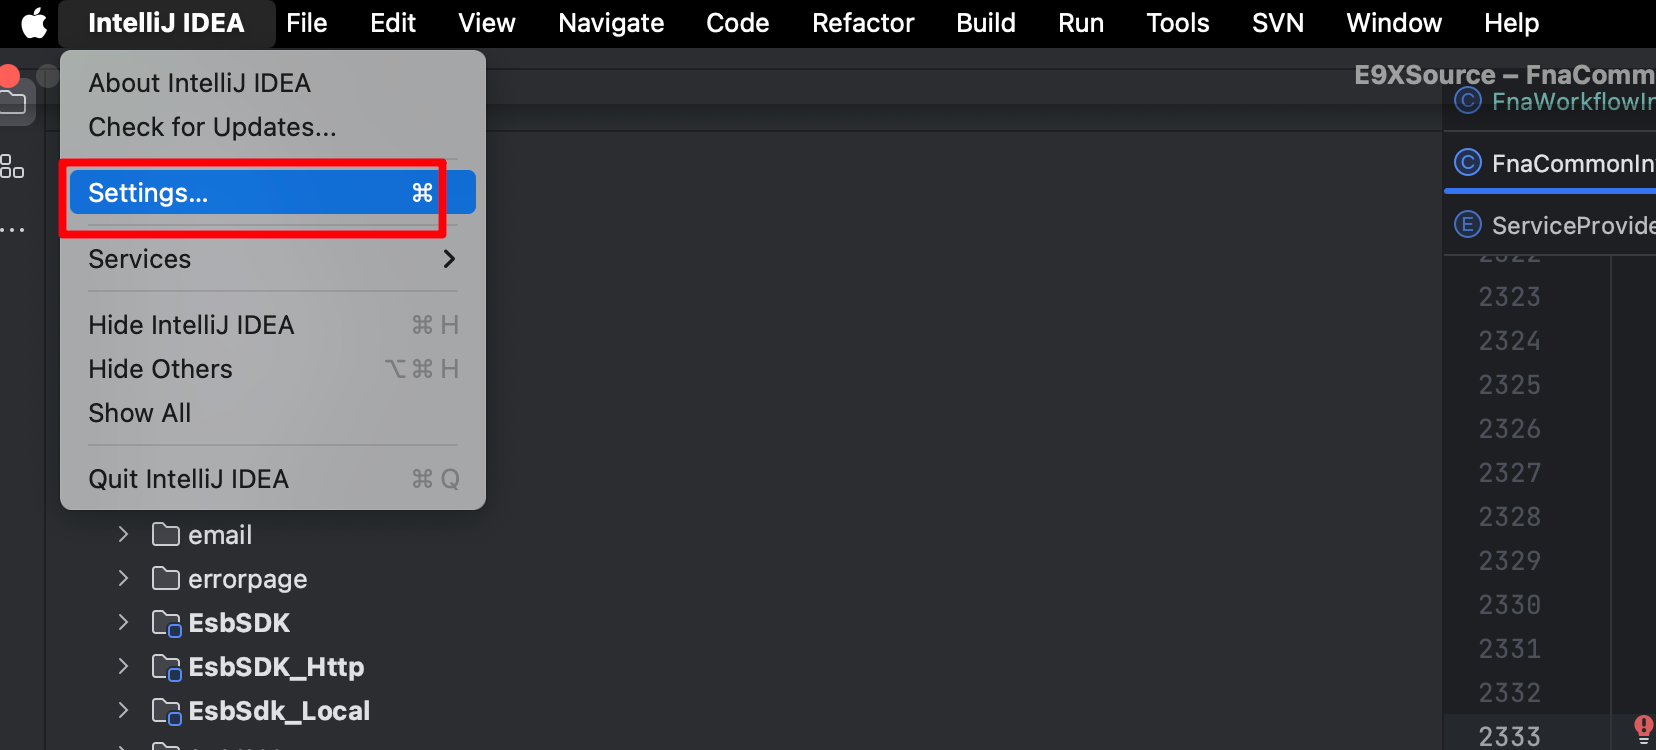 IntelliJ IDEA File Edit View Navigate Code Refactor Build Run Tools SVN Window Help
About IntelliJ IDEA
Check for Updates...
Settings... ⌘
Services
Hide IntelliJ IDEA ⌘ H
Hide Others ⌥ ⌘ H
Show All
Quit IntelliJ IDEA ⌘ Q
email
errorpage
EsbSDK
EsbSDK_Http
EsbSdk_Local
E9XSource – FnaComm
FnaWorkflowIn
FnaCommonIn
ServiceProvide
2322
2323
2324
2325
2326
2327
2328
2329
2330
2331
2332
2333